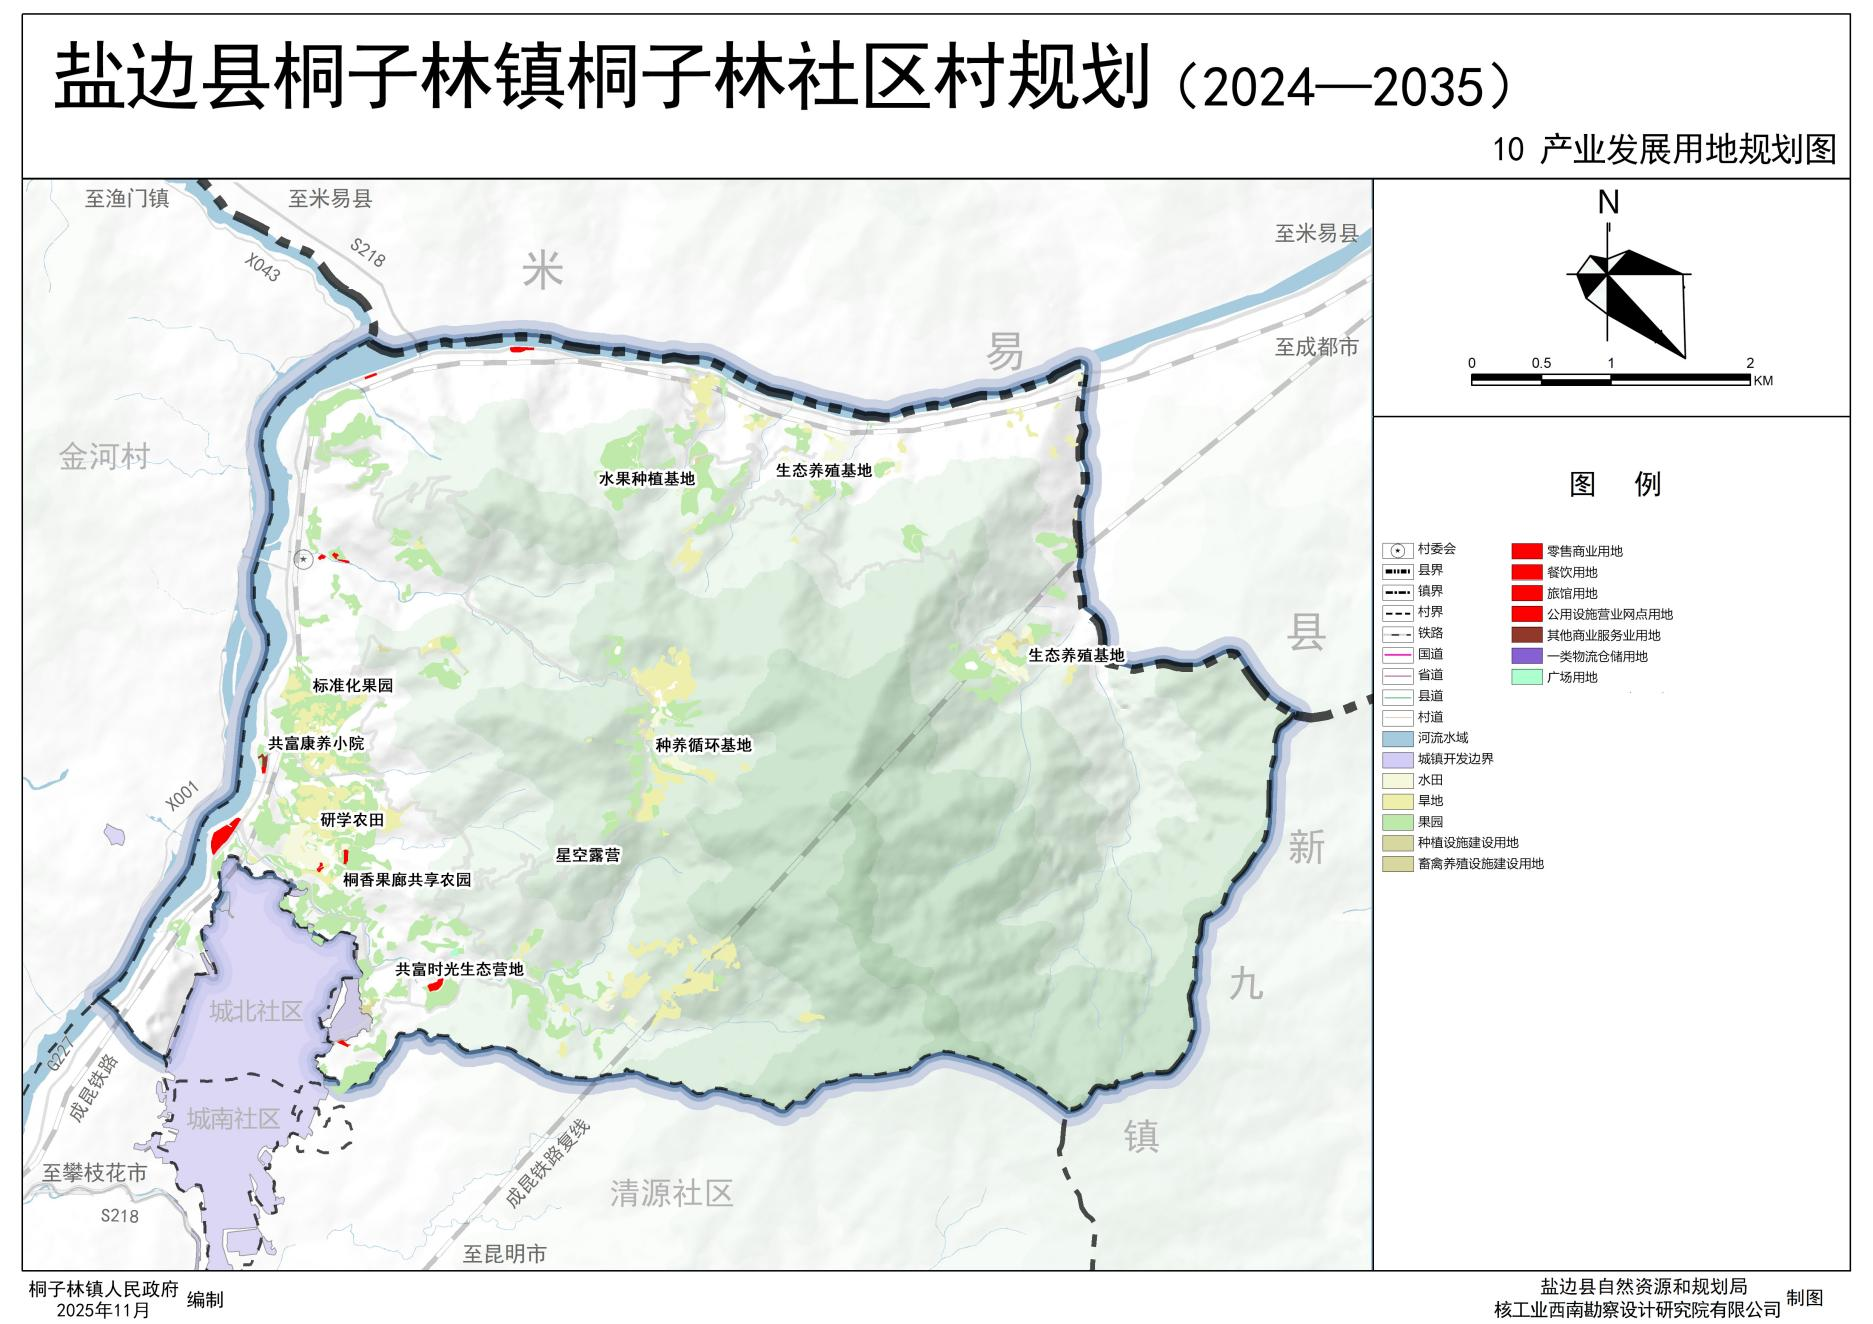 盐边县桐子林镇桐子林社区村规划（2024—2035）
10 产业发展用地规划图
至渔门镇
至米易县
S218
X043
米
至米易县
易
至成都市
金河村
水果种植基地
生态养殖基地
县
生态养殖基地
标准化果园
共富康养小院
种养循环基地
X001
研学农田
星空露营
新
桐香果廊共享农园
共富时光生态营地
九
城北社区
G227
成昆铁路
城南社区
镇
成昆铁路复线
至攀枝花市
清源社区
S218
至昆明市
N
0 0.5 1 2
KM
图 例
村委会
县界
镇界
村界
铁路
国道
省道
县道
村道
河流水域
城镇开发边界
水田
旱地
果园
种植设施建设用地
畜禽养殖设施建设用地
零售商业用地
餐饮用地
旅馆用地
公用设施营业网点用地
其他商业服务业用地
一类物流仓储用地
广场用地
桐子林镇人民政府
2025年11月
编制
盐边县自然资源和规划局
核工业西南勘察设计研究院有限公司
制图